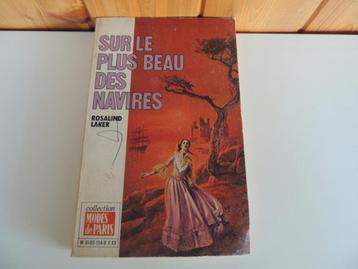 SUR LE
PLUS BEAU
DES
NAVIRES
ROSALIND
LAKER
collection
MODES
de PARIS